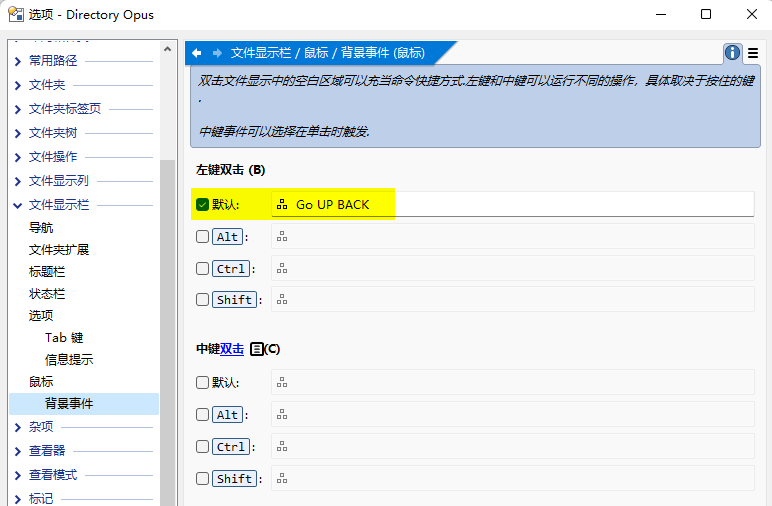 选项 - Directory Opus
常用路径
文件夹
文件夹标签页
文件夹树
文件操作
文件显示列
文件显示栏
导航
文件夹扩展
标题栏
状态栏
选项
Tab 键
信息提示
鼠标
背景事件
杂项
查看器
查看模式
标记
文件显示栏 / 鼠标 / 背景事件 (鼠标)
双击文件显示中的空白区域可以充当命令快捷方式.左键和中键可以运行不同的操作，具体取决于按住的键
.
中键事件可以选择在单击时触发.
左键双击 (B)
默认: Go UP BACK
Alt :
Ctrl :
Shift :
中键双击 (C)
默认:
Alt :
Ctrl :
Shift :